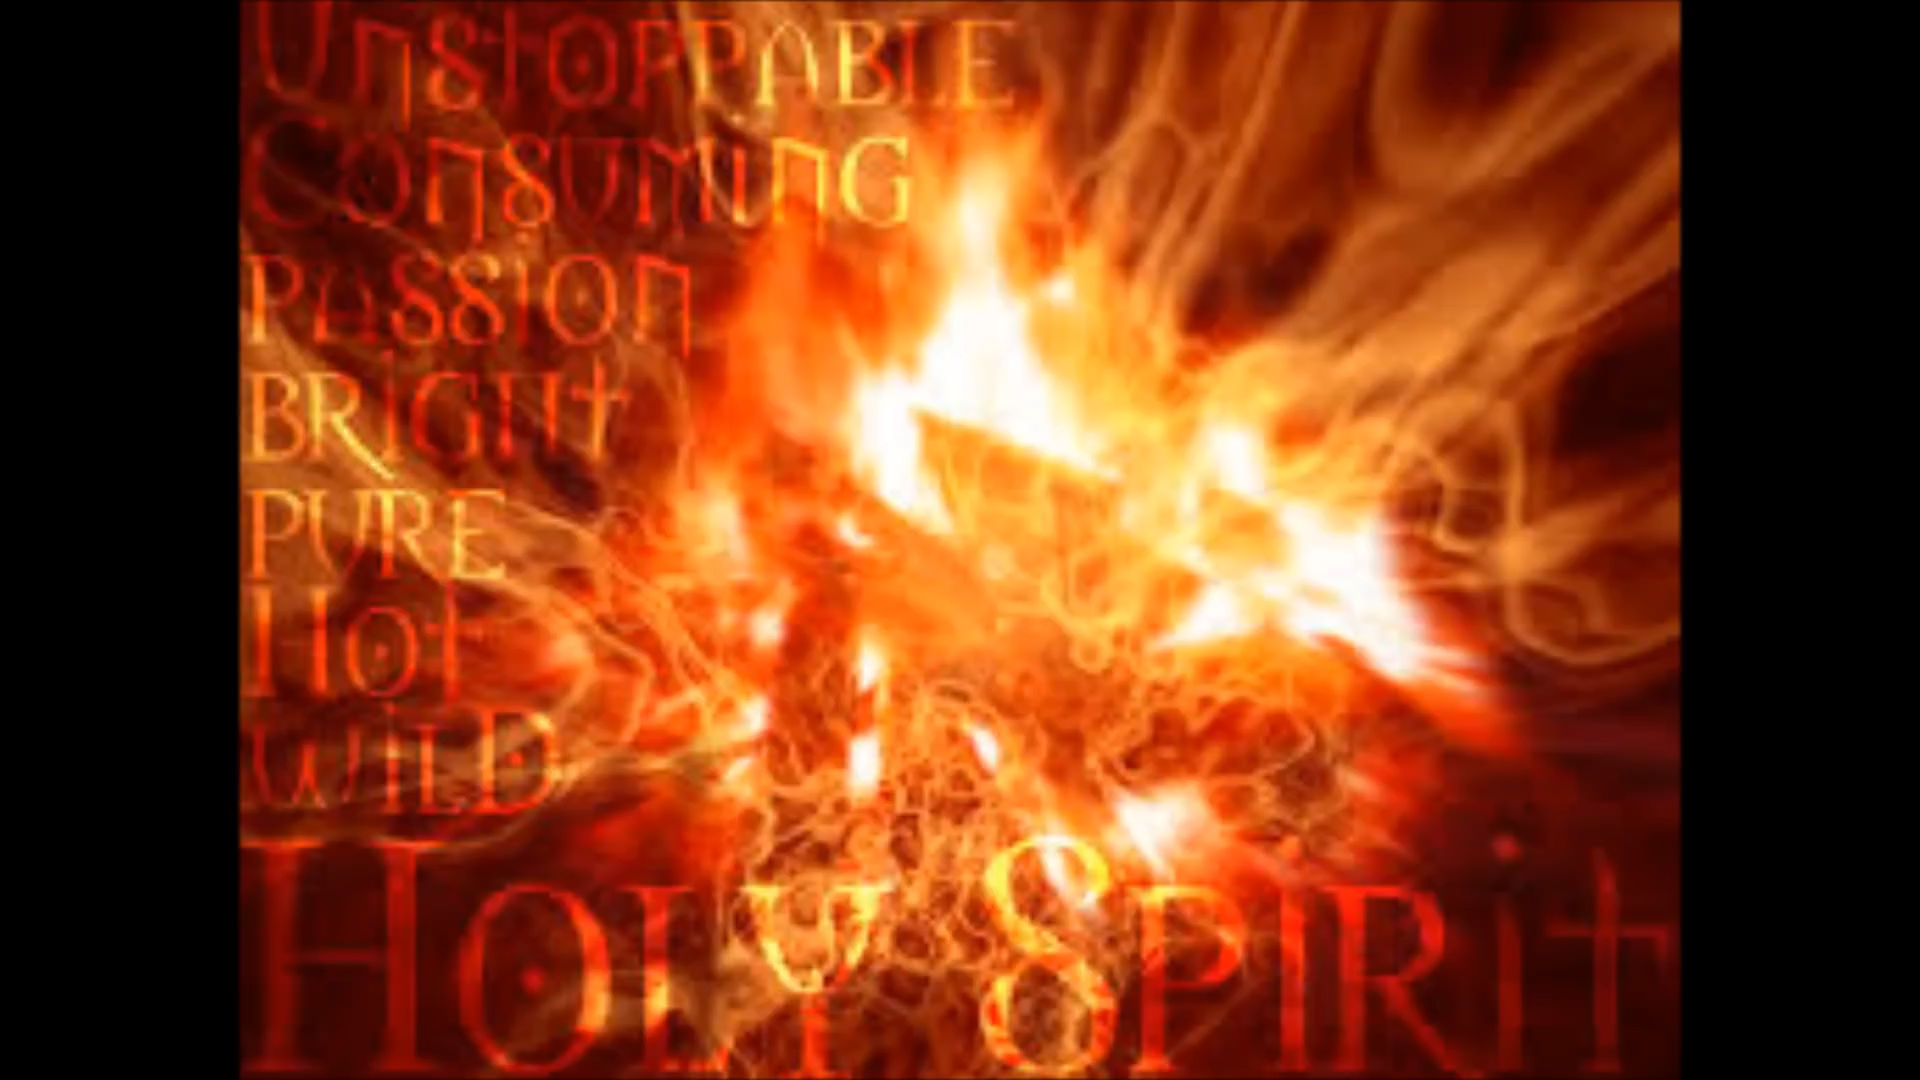 Unstoppable
Consuming
Passion
Bright
Pure
Hot
Wild
Holy Spirit